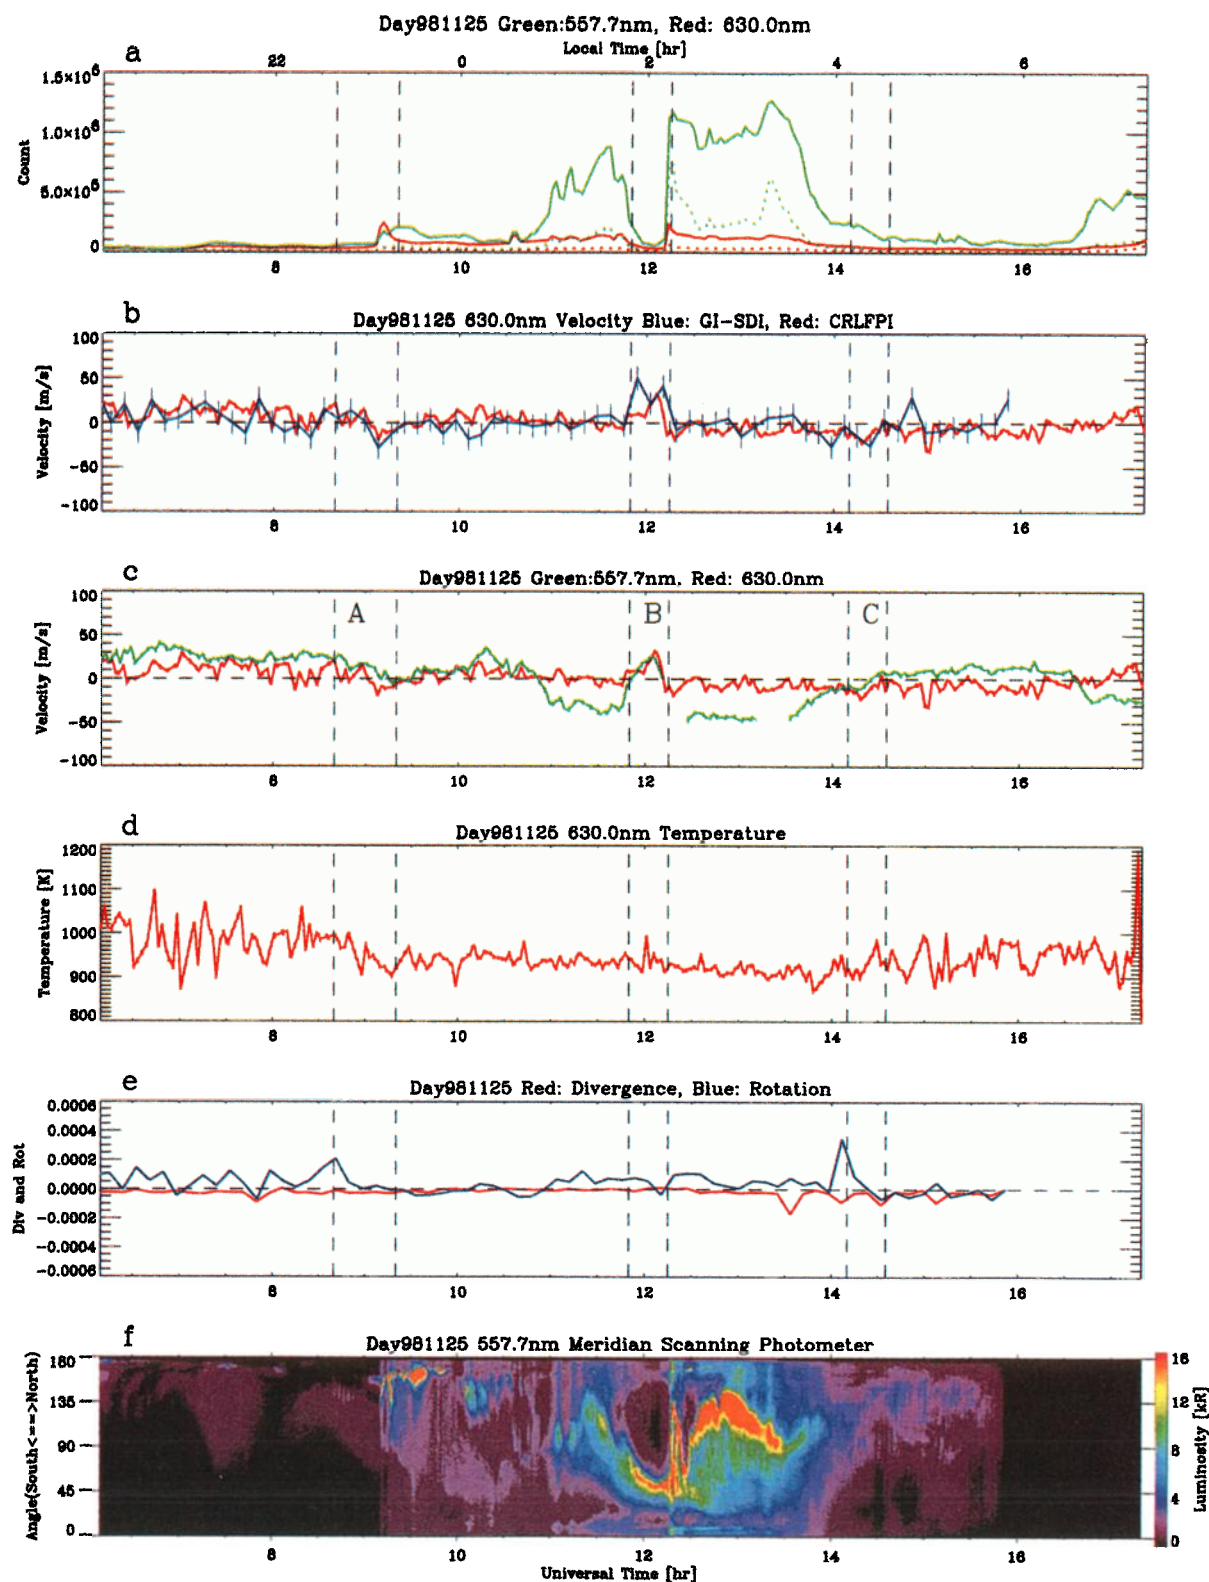 Day981125 Green:557.7nm, Red: 630.0nm
a
Local Time [hr]
22 0 2 4 6
1.5×10⁶
1.0×10⁶
5.0×10⁵
0
Count
8 10 12 14 16
b
Day981125 630.0nm Velocity Blue: GI-SDI, Red: CRLFPI
100
50
0
-50
-100
Velocity [m/s]
8 10 12 14 16
c
Day981125 Green:557.7nm, Red: 630.0nm
A B C
100
50
0
-50
-100
Velocity [m/s]
8 10 12 14 16
d
Day981125 630.0nm Temperature
1200
1100
1000
900
800
Temperature [K]
8 10 12 14 16
e
Day981125 Red: Divergence, Blue: Rotation
0.0006
0.0004
0.0002
0.0000
-0.0002
-0.0004
-0.0006
Div and Rot
8 10 12 14 16
f
Day981125 557.7nm Meridian Scanning Photometer
180
135
90
45
0
Angle(South<==>North)
16
12
8
4
0
Luminosity [kR]
8 10 12 14 16
Universal Time [hr]